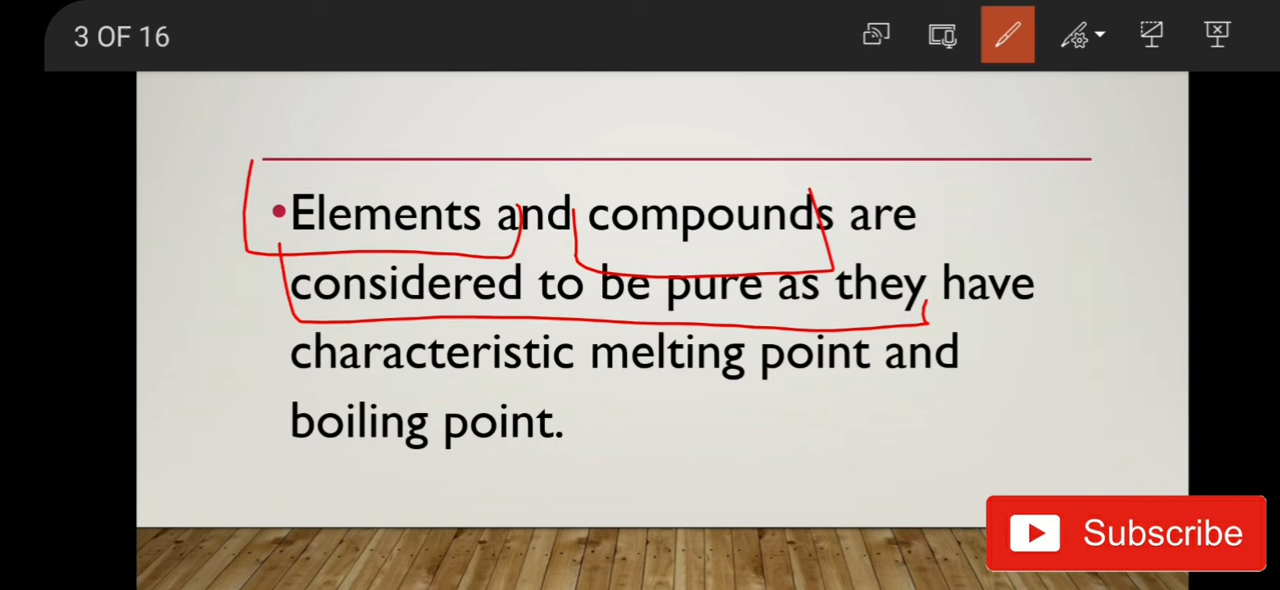 3 OF 16
•Elements and compounds are
considered to be pure as they have
characteristic melting point and
boiling point.
Subscribe